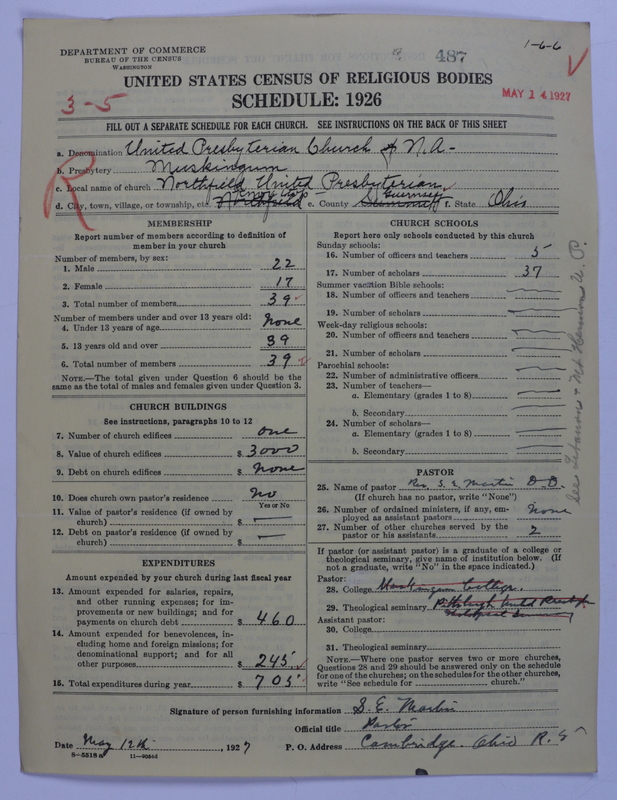 1-6-6
487
DEPARTMENT OF COMMERCE
BUREAU OF THE CENSUS
WASHINGTON
UNITED STATES CENSUS OF RELIGIOUS BODIES
3-5
SCHEDULE: 1926
MAY 14 1927
FILL OUT A SEPARATE SCHEDULE FOR EACH CHURCH. SEE INSTRUCTIONS ON THE BACK OF THIS SHEET
R
a. Denomination United Presbyterian Church of N.A-
b. Presbytery Muskingum
c. Local name of church Northfield United Presbyterian
d. City, town, village, or township, etc. Northfield e. County Guernsey f. State Ohio
MEMBERSHIP
Report number of members according to definition of member in your church
Number of members, by sex:
1. Male 22
2. Female 17
3. Total number of members 39
Number of members under and over 13 years old:
4. Under 13 years of age None
5. 13 years old and over 39
6. Total number of members 39
NOTE.—The total given under Question 6 should be the
same as the total of males and females given under Question 3.
CHURCH BUILDINGS
See instructions, paragraphs 10 to 12
7. Number of church edifices one
8. Value of church edifices $ 3000
9. Debt on church edifices $ None
10. Does church own pastor's residence No
Yes or No
11. Value of pastor's residence (if owned by
church) $ —
12. Debt on pastor's residence (if owned by
church) $ —
EXPENDITURES
Amount expended by your church during last fiscal year
13. Amount expended for salaries, repairs,
and other running expenses; for im-
provements or new buildings; and for
payments on church debt $ 460
14. Amount expended for benevolences, in-
cluding home and foreign missions; for
denominational support; and for all
other purposes $ 245
15. Total expenditures during year $ 705
CHURCH SCHOOLS
Report here only schools conducted by this church
Sunday schools:
16. Number of officers and teachers 5
17. Number of scholars 37
Summer vacation Bible schools:
18. Number of officers and teachers
19. Number of scholars
Week-day religious schools:
20. Number of officers and teachers
21. Number of scholars
Parochial schools:
22. Number of administrative officers
23. Number of teachers—
a. Elementary (grades 1 to 8)
b. Secondary
24. Number of scholars—
a. Elementary (grades 1 to 8)
b. Secondary
PASTOR
25. Name of pastor Rev. S. E. Martin D.D.
(If church has no pastor, write "None")
26. Number of ordained ministers, if any, em-
ployed as assistant pastors None
27. Number of other churches served by the
pastor or his assistants 2
If pastor (or assistant pastor) is a graduate of a college or
theological seminary, give name of institution below. (If
not a graduate, write "No" in the space indicated.)
Pastor:
28. College Muskingum College.
29. Theological seminary Pittsburgh United Presby
Theological Seminary
Assistant pastor:
30. College
31. Theological seminary
NOTE.—Where one pastor serves two or more churches,
Questions 28 and 29 should be answered only on the schedule
for one of the churches; on the schedules for the other churches,
write "See schedule for church."
see Lebanon & Mt Hermon U. P.
Signature of person furnishing information S. E. Martin
Official title Pastor
Date May 12th, 1927 P. O. Address Cambridge. Ohio R. 5
8—5518a 11—9054d